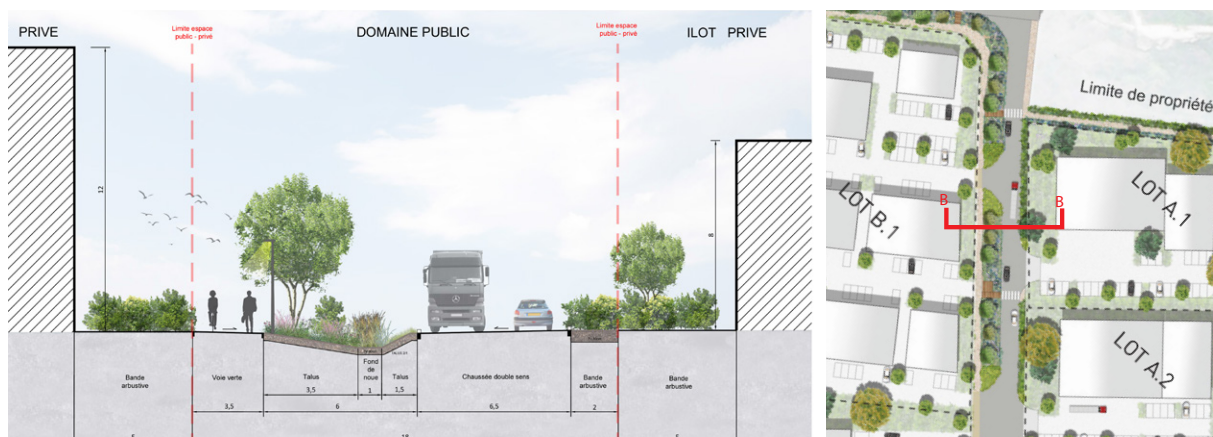 PRIVE
Limite espace
public - privé
DOMAINE PUBLIC
Limite espace
public - privé
ILOT PRIVE
12
8
Bande
arbustive
Voie verte
Talus
Fond
de
noue
Talus
Chaussée double sens
Bande
arbustive
Bande
arbustive
3,5
1
1,5
3,5
6
6,5
2
Limite de propriété
LOT B.1
B
B
LOT A.1
LOT A.2